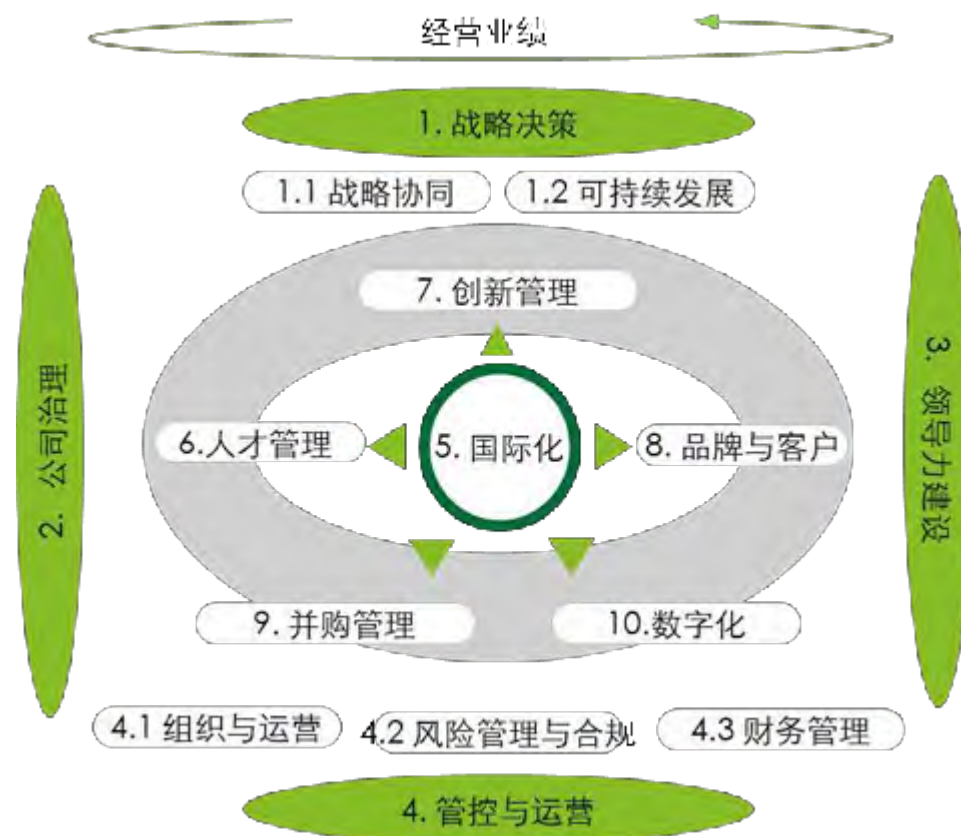 经营业绩
1. 战略决策
1.1 战略协同
1.2 可持续发展
2. 公司治理
3. 领导力建设
7. 创新管理
6.人才管理
5. 国际化
8. 品牌与客户
9. 并购管理
10.数字化
4.1 组织与运营
4.2 风险管理与合规
4.3 财务管理
4. 管控与运营